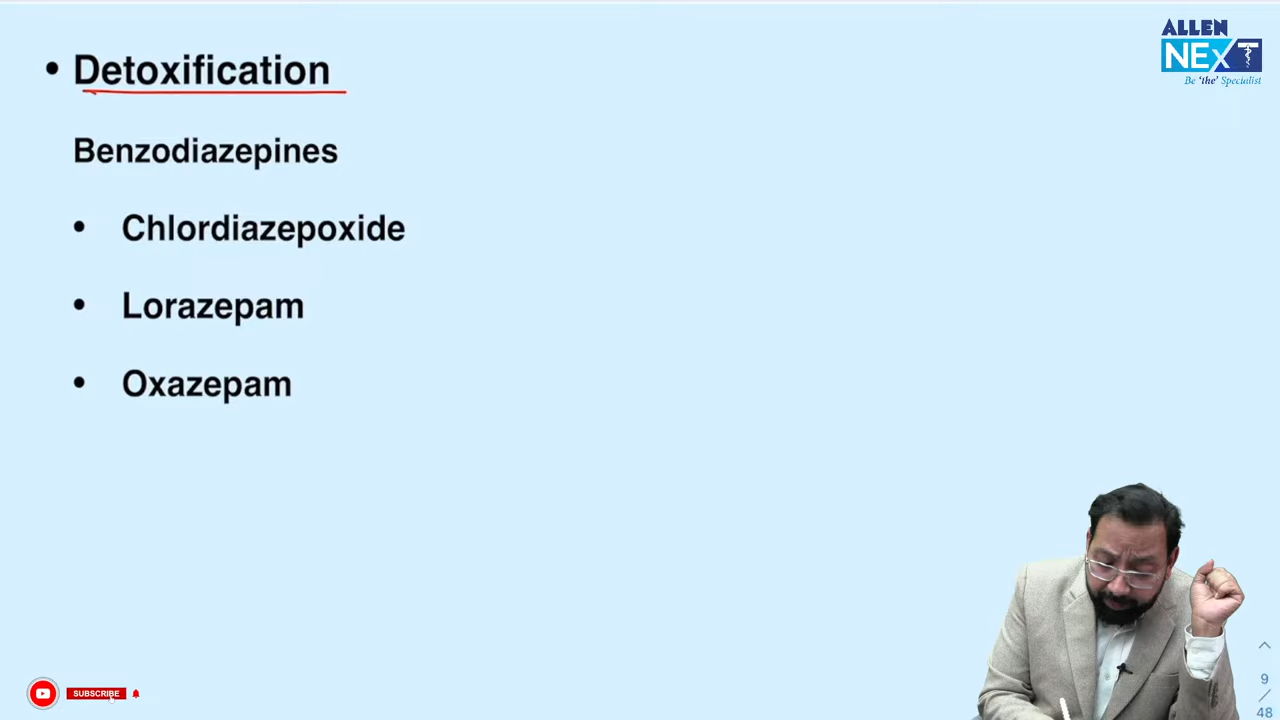 ALLEN
NEXT
Be 'the' Specialist
• Detoxification
Benzodiazepines
• Chlordiazepoxide
• Lorazepam
• Oxazepam
SUBSCRIBE
9
/
48